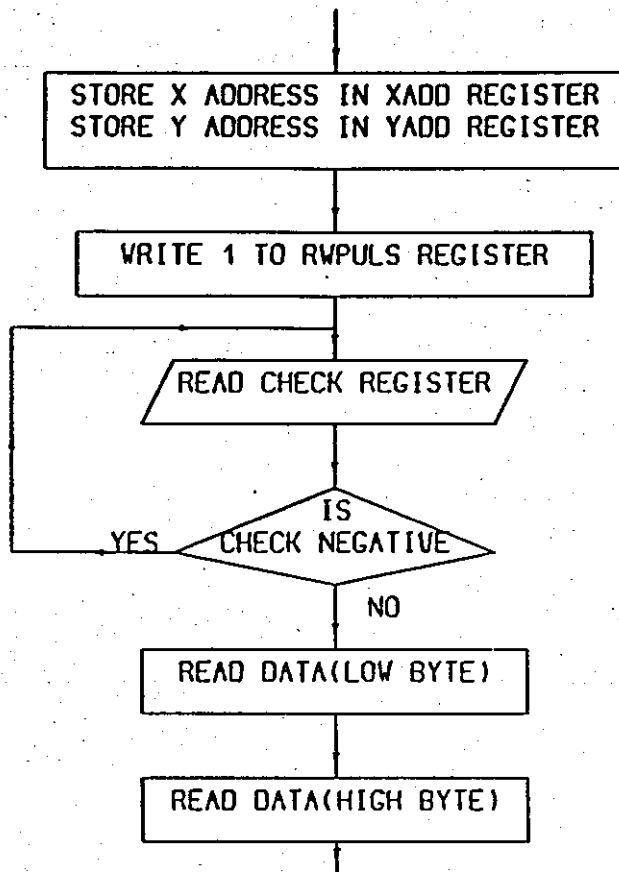 STORE X ADDRESS IN XADD REGISTER
STORE Y ADDRESS IN YADD REGISTER
WRITE 1 TO RWPULS REGISTER
READ CHECK REGISTER
IS
CHECK NEGATIVE
YES
NO
READ DATA(LOW BYTE)
READ DATA(HIGH BYTE)